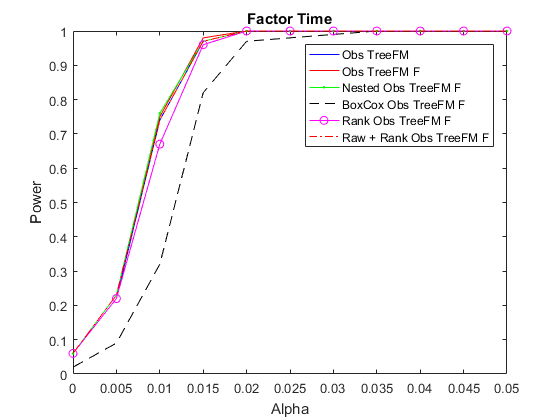 Factor Time
Obs TreeFM
Obs TreeFM F
Nested Obs TreeFM F
BoxCox Obs TreeFM F
Rank Obs TreeFM F
Raw + Rank Obs TreeFM F
Power
1
0.9
0.8
0.7
0.6
0.5
0.4
0.3
0.2
0.1
0
0 0.005 0.01 0.015 0.02 0.025 0.03 0.035 0.04 0.045 0.05
Alpha